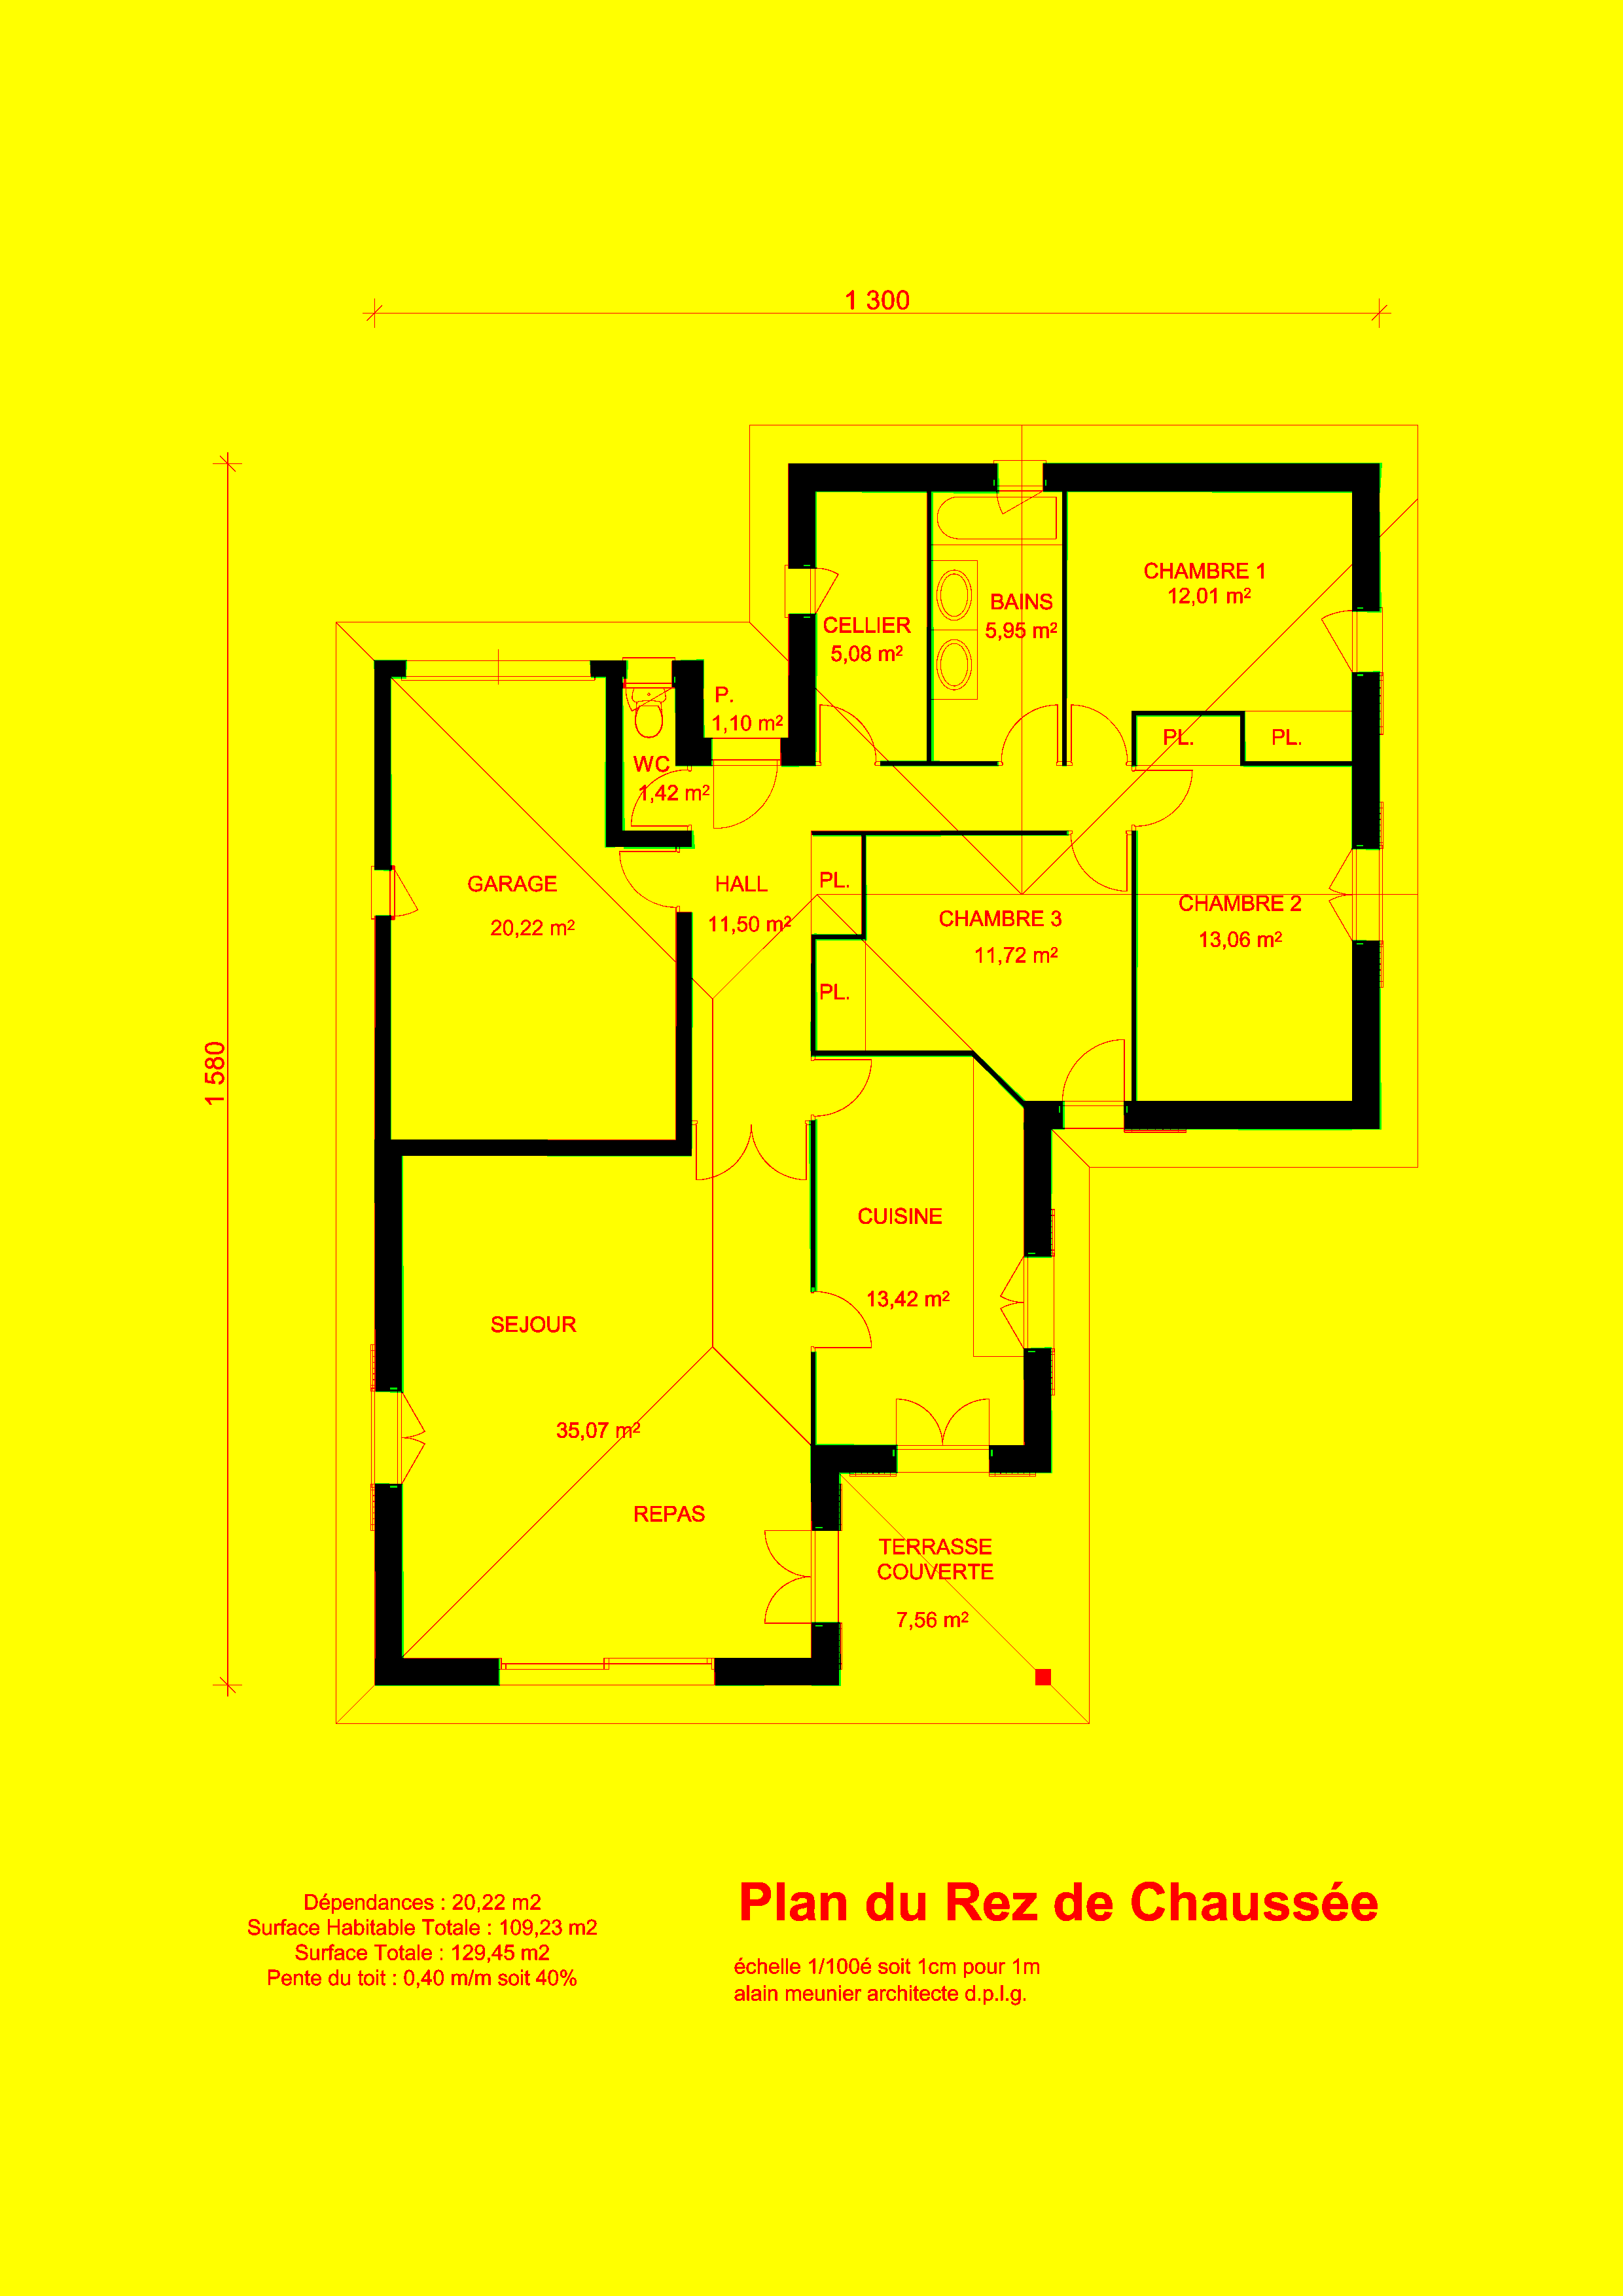 1 300
CHAMBRE 1
12,01 m²
BAINS
5,95 m²
CELLIER
5,08 m²
P.
1,10 m²
PL.
PL.
WC
1,42 m²
GARAGE
20,22 m²
HALL
11,50 m²
PL.
CHAMBRE 3
11,72 m²
CHAMBRE 2
13,06 m²
PL.
1 580
CUISINE
13,42 m²
SEJOUR
35,07 m²
REPAS
TERRASSE
COUVERTE
7,56 m²
Dépendances : 20,22 m2
Surface Habitable Totale : 109,23 m2
Surface Totale : 129,45 m2
Pente du toit : 0,40 m/m soit 40%
Plan du Rez de Chaussée
échelle 1/100é soit 1cm pour 1m
alain meunier architecte d.p.l.g.